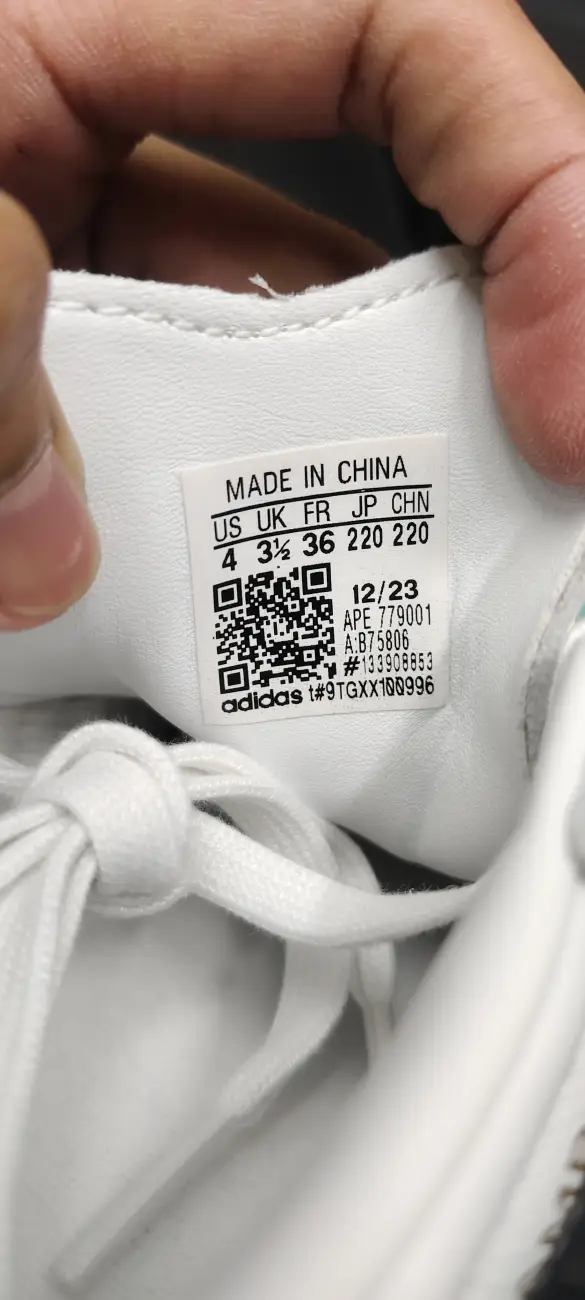 MADE IN CHINA
US UK FR JP CHN
4 3½ 36 220 220
12/23
APE 779001
A:B75806
#133908853
adidas t#9TGXX100996